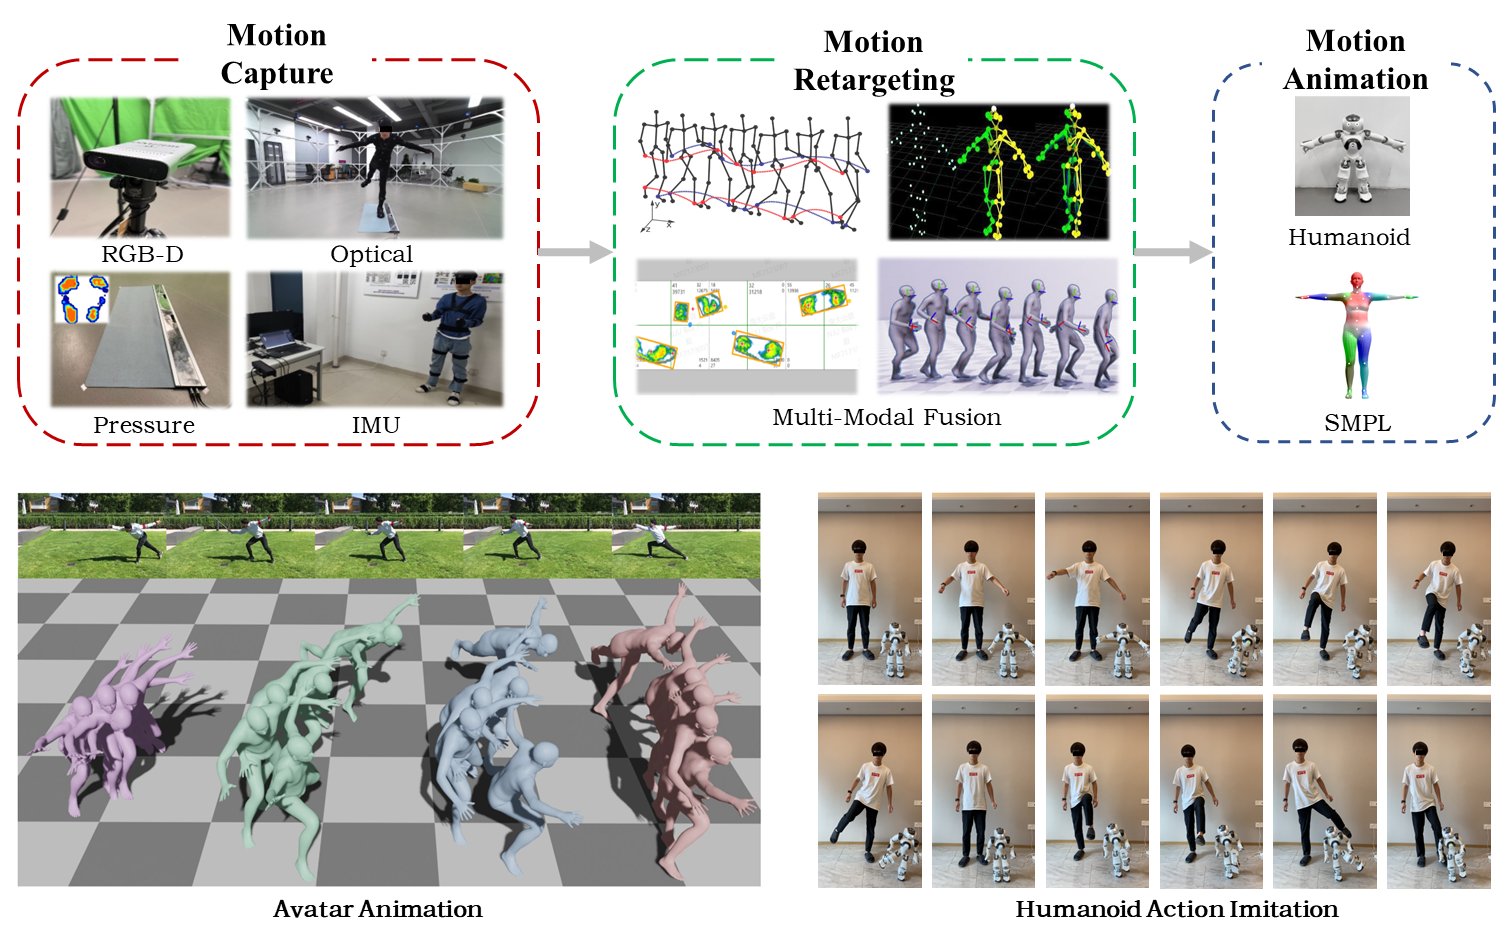 Motion
Capture
RGB-D
Optical
Pressure
IMU
Motion
Retargeting
Multi-Modal Fusion
Motion
Animation
Humanoid
SMPL
Avatar Animation
Humanoid Action Imitation